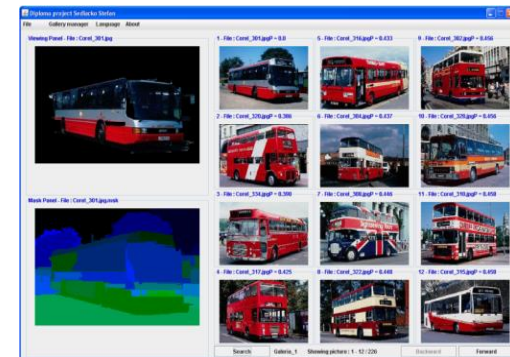 Diploma project Sedlacko Stefan
File Gallery manager Language About
Viewing Panel - File : Corel_301.jpg
1 - File : Corel_301.jpgP = 0.0
5 - File : Corel_316.jpgP = 0.433
9 - File : Corel_302.jpgP = 0.456
2 - File : Corel_320.jpgP = 0.386
6 - File : Corel_304.jpgP = 0.437
10 - File : Corel_328.jpgP = 0.456
3 - File : Corel_334.jpgP = 0.398
7 - File : Corel_308.jpgP = 0.446
11 - File : Corel_310.jpgP = 0.458
Mask Panel - File : Corel_301.jpg.msk
4 - File : Corel_317.jpgP = 0.425
8 - File : Corel_322.jpgP = 0.448
12 - File : Corel_315.jpgP = 0.459
Search Galeria_1 Showing picture : 1 - 12 / 226 Backward Forward